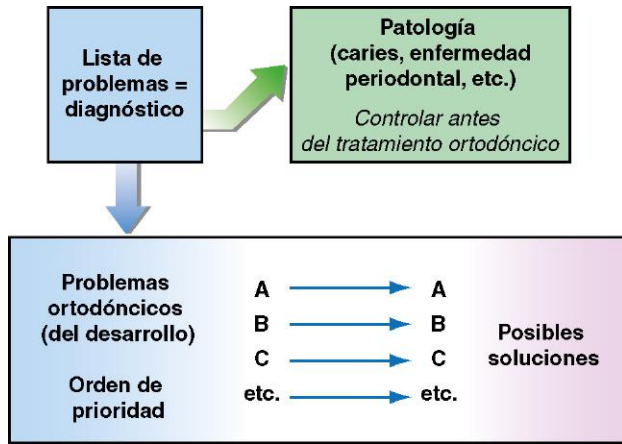 Lista de
problemas =
diagnóstico
Patología
(caries, enfermedad
periodontal, etc.)
Controlar antes
del tratamiento ortodóncico
Problemas
ortodóncicos
(del desarrollo)
Orden de
prioridad
A A
B B
C C
etc. etc.
Posibles
soluciones